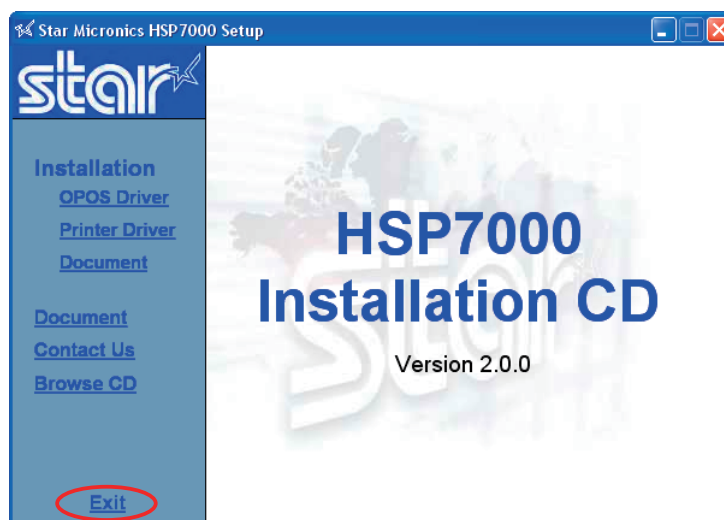 Star Micronics HSP7000 Setup
star
Installation
OPOS Driver
Printer Driver
Document
Document
Contact Us
Browse CD
Exit
HSP7000
Installation CD
Version 2.0.0